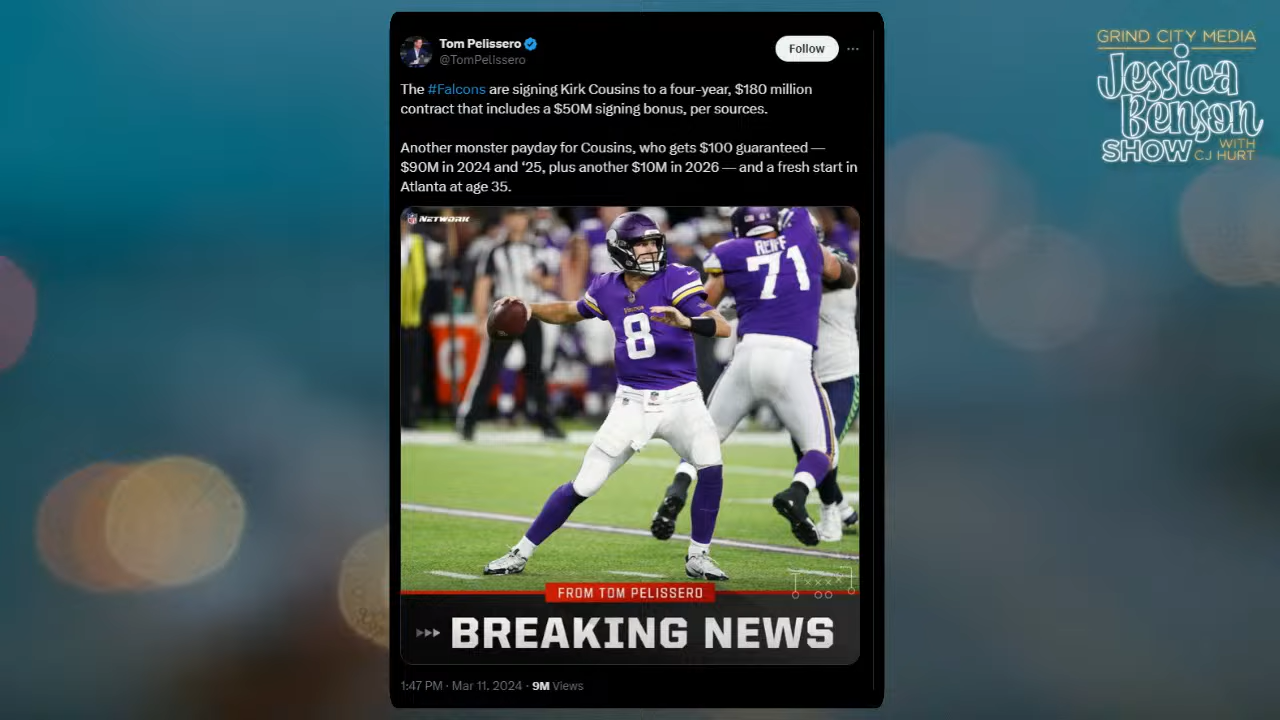 Tom Pelissero
@TomPelissero
Follow
The #Falcons are signing Kirk Cousins to a four-year, $180 million
contract that includes a $50M signing bonus, per sources.
Another monster payday for Cousins, who gets $100 guaranteed —
$90M in 2024 and ‘25, plus another $10M in 2026 — and a fresh start in
Atlanta at age 35.
NFL NETWORK
REIFF
71
8
G
FROM TOM PELISSERO
BREAKING NEWS
1:47 PM · Mar 11, 2024 · 9M Views
GRIND CITY MEDIA
Jessica
Benson
SHOW WITH
CJ HURT